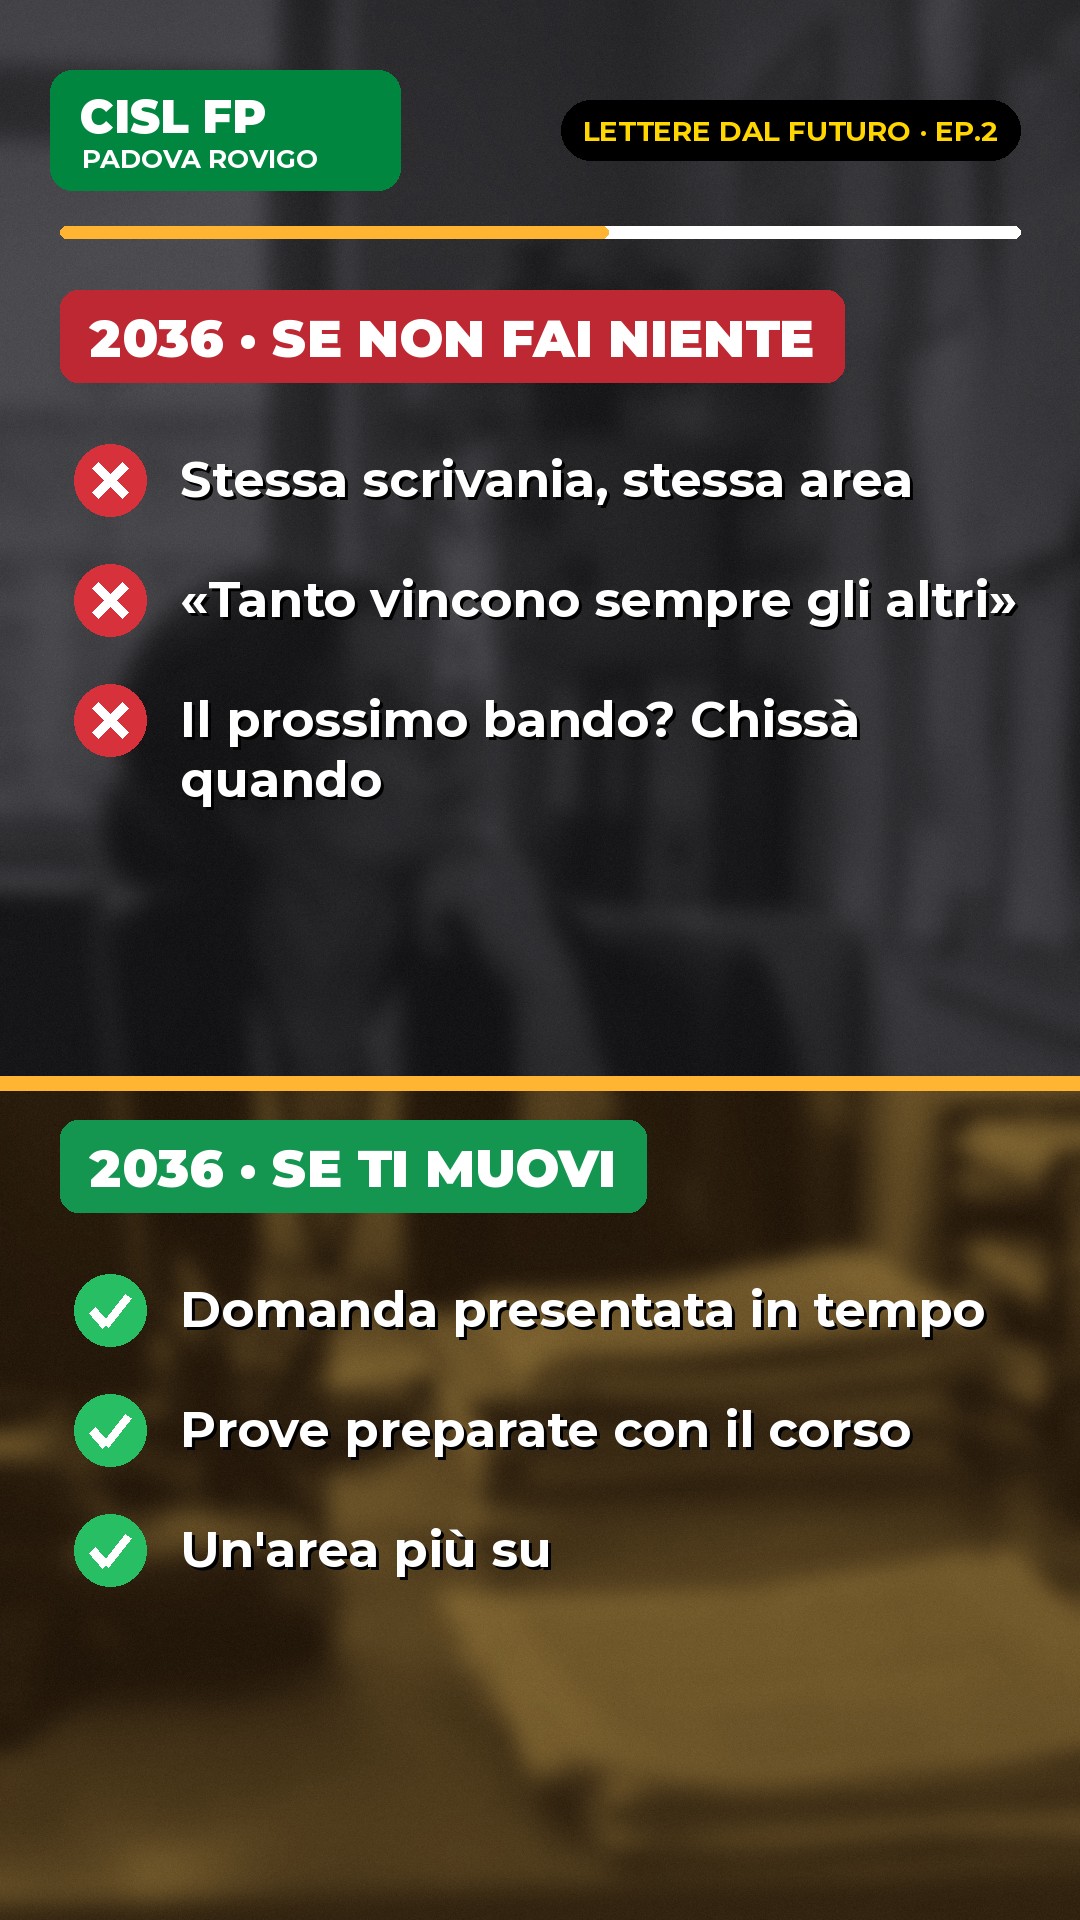 CISL FP
PADOVA ROVIGO
LETTERE DAL FUTURO · EP.2
2036 • SE NON FAI NIENTE
Stessa scrivania, stessa area
«Tanto vincono sempre gli altri»
Il prossimo bando? Chissà
quando
2036 • SE TI MUOVI
Domanda presentata in tempo
Prove preparate con il corso
Un'area più su